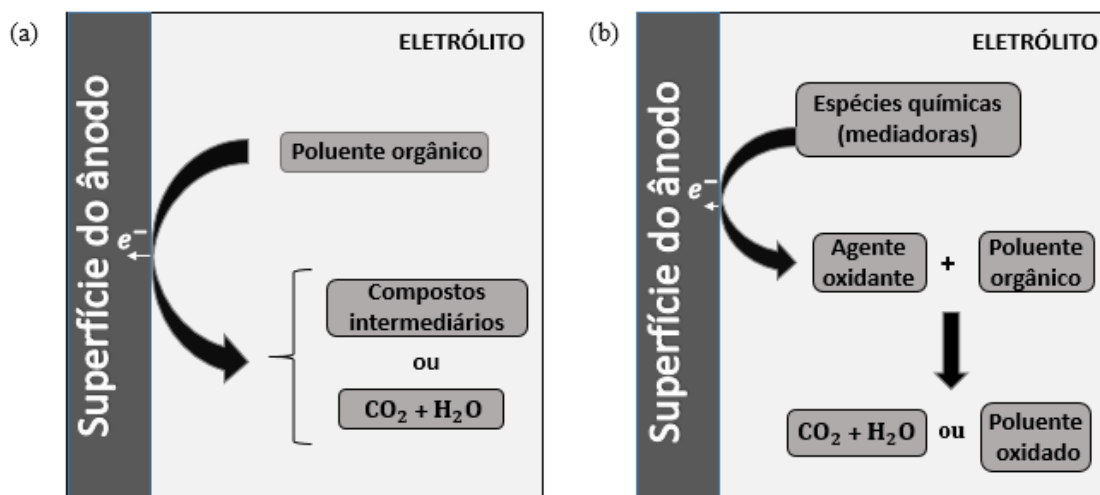 (a)
ELETRÓLITO
Superfície do ânodo
Poluente orgânico
e⁻
Compostos
intermediários
ou
CO₂ + H₂O
(b)
ELETRÓLITO
Superfície do ânodo
Espécies químicas
(mediadoras)
e⁻
Agente
oxidante
+
Poluente
orgânico
CO₂ + H₂O
ou
Poluente
oxidado